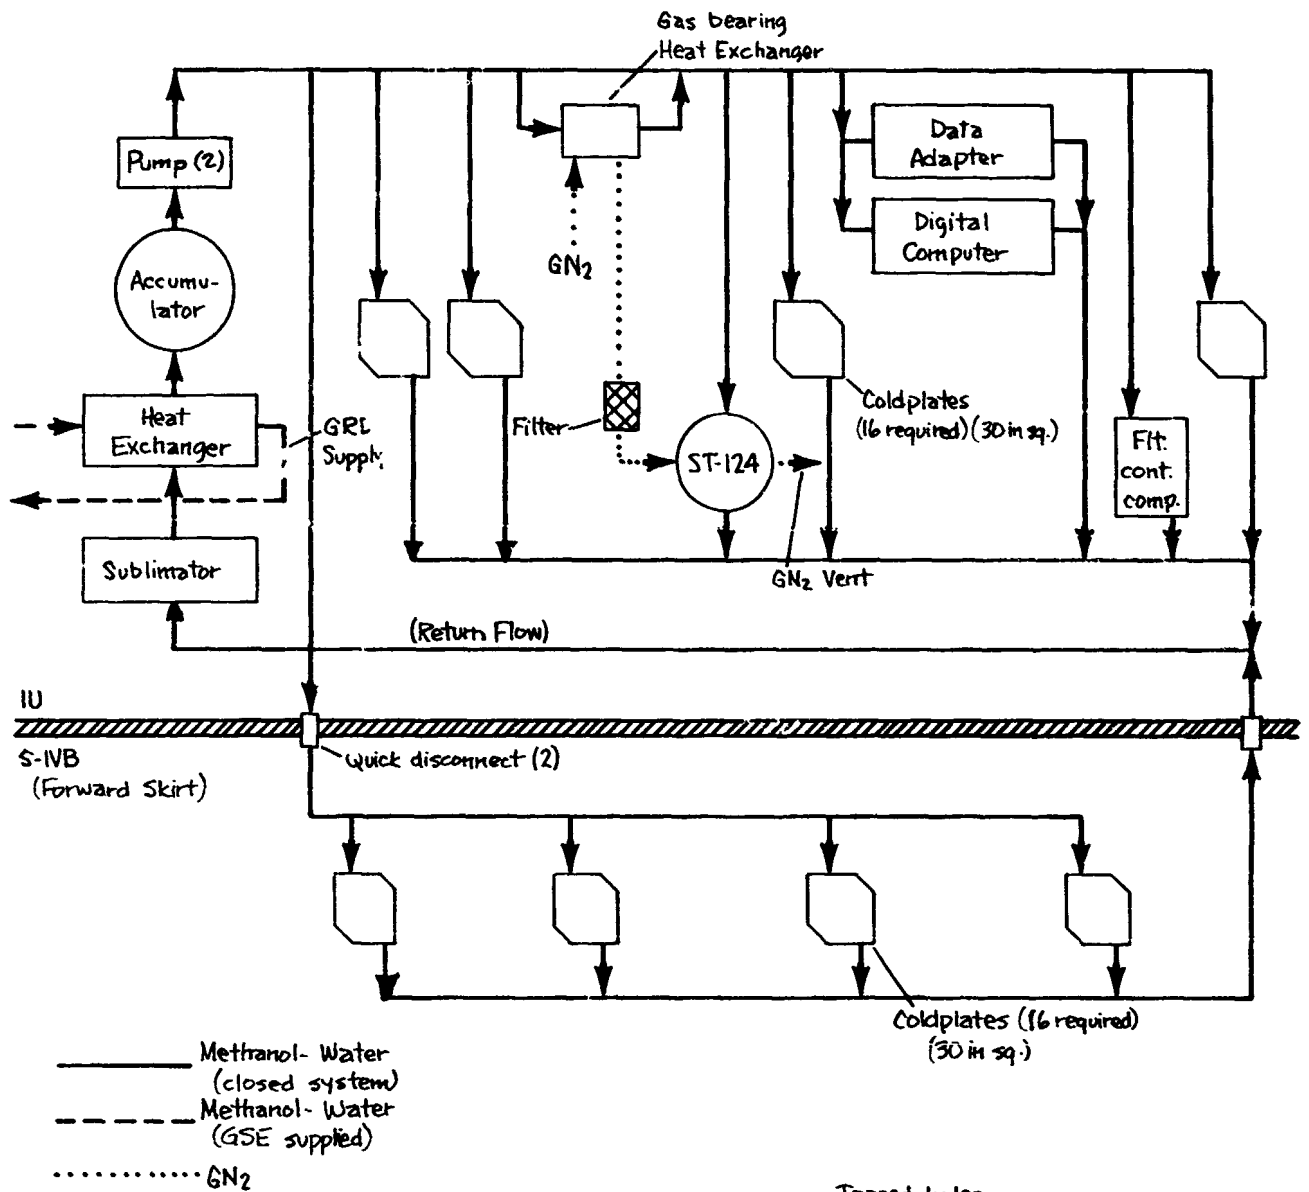 Gas bearing
Heat Exchanger
Pump (2)
Data
Adapter
Digital
Computer
GN2
Accumu-
lator
Coldplates
(16 required) (30 in sq.)
Heat
Exchanger
Supply
Filter
ST-124
Flt.
cont.
comp.
Sublimator
GN2 Vent
(Return Flow)
IU
S-IVB
(Forward Skirt)
Quick disconnect (2)
Coldplates (16 required)
(30 in sq.)
Methanol-Water
(closed system)
Methanol-Water
(GSE supplied)
GN2